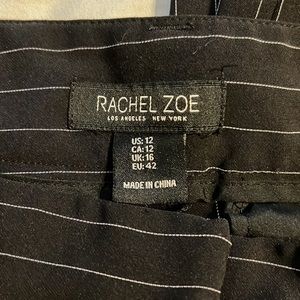 RACHEL ZOE
LOS ANGELES NEW YORK
US: 12
CA: 12
UK: 16
EU: 42
MADE IN CHINA